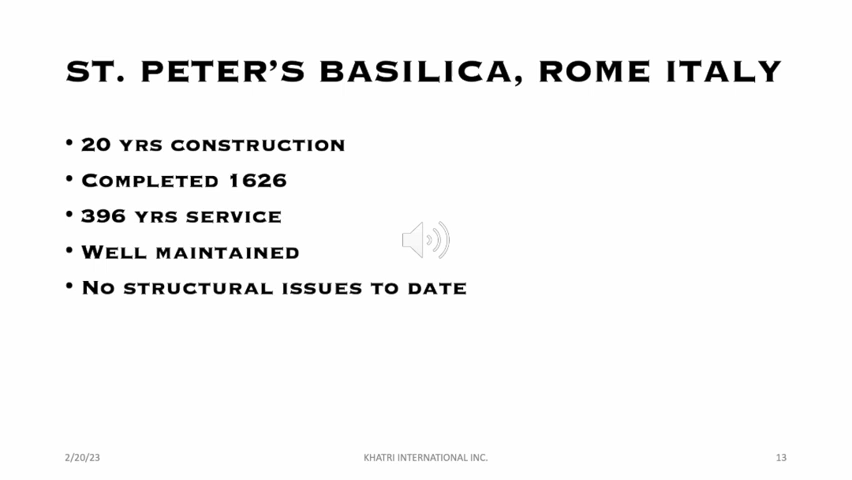 ST. PETER’S BASILICA, ROME ITALY
• 20 YRS CONSTRUCTION
• COMPLETED 1626
• 396 YRS SERVICE
• WELL MAINTAINED
• NO STRUCTURAL ISSUES TO DATE
2/20/23 KHATRI INTERNATIONAL INC. 13